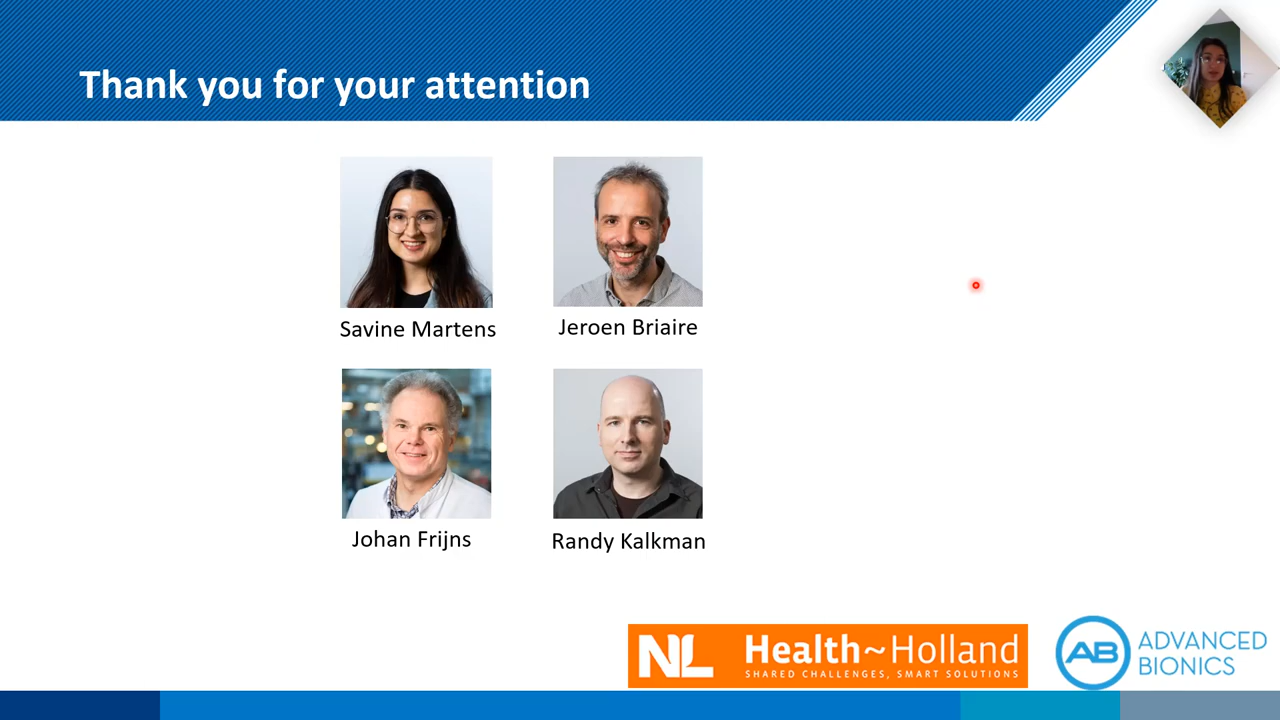 Thank you for your attention
Savine Martens
Jeroen Briaire
Johan Frijns
Randy Kalkman
NL Health~Holland
SHARED CHALLENGES, SMART SOLUTIONS
AB ADVANCED
BIONICS